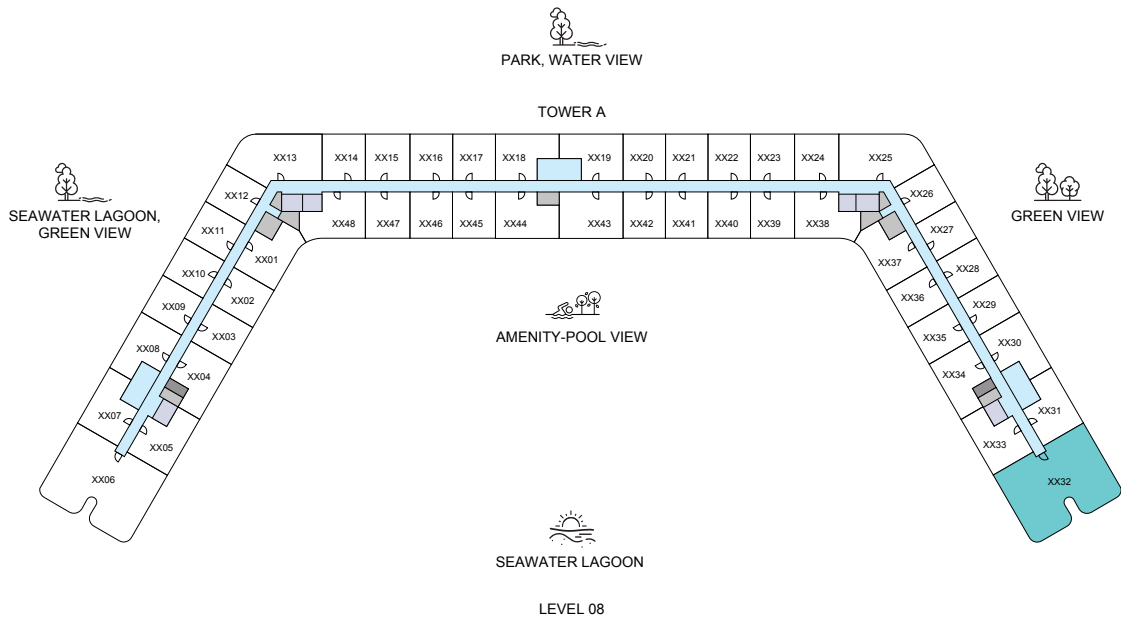 PARK, WATER VIEW
TOWER A
XX13
XX14
XX15
XX16
XX17
XX18
XX19
XX20
XX21
XX22
XX23
XX24
XX25
SEAWATER LAGOON,
GREEN VIEW
GREEN VIEW
XX12
XX26
XX11
XX48
XX47
XX46
XX45
XX44
XX43
XX42
XX41
XX40
XX39
XX38
XX27
XX01
XX37
XX10
XX28
XX02
XX36
XX09
XX29
XX03
XX35
AMENITY-POOL VIEW
XX08
XX30
XX04
XX34
XX07
XX31
XX05
XX33
XX06
XX32
SEAWATER LAGOON
LEVEL 08